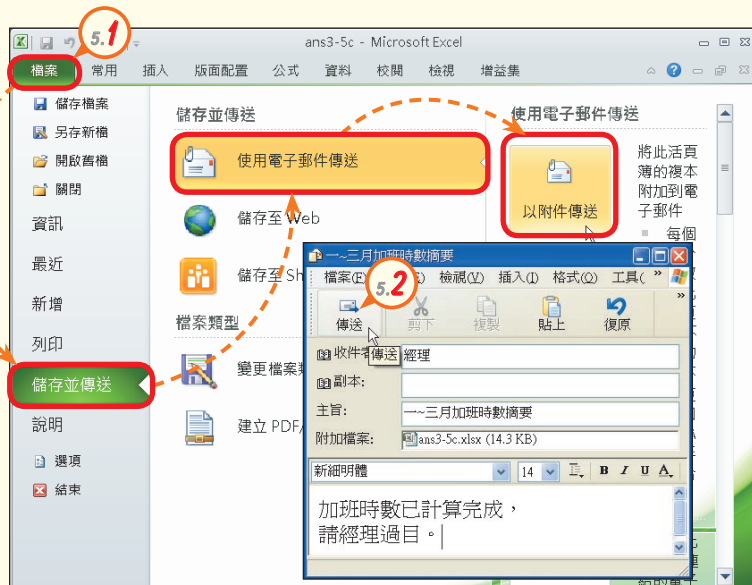 5.1
ans3-5c - Microsoft Excel
檔案 常用 插入 版面配置 公式 資料 校閱 檢視 增益集
儲存檔案
另存新檔
開啟舊檔
關閉
資訊
最近
新增
列印
儲存並傳送
說明
選項
結束
儲存並傳送
使用電子郵件傳送
儲存至 Web
儲存至 Sh
檔案類型
變更檔案
建立 PDF/
使用電子郵件傳送
以附件傳送
將此活頁
簿的複本
附加到電
子郵件
每個
一~三月加班時數摘要
檔案(F) 檢視(V) 插入(I) 格式(O) 工具( »
5.2
傳送 剪下 複製 貼上 復原 »
收件者 傳送 經理
副本:
主旨: 一~三月加班時數摘要
附加檔案: ans3-5c.xlsx (14.3 KB)
新細明體 14 B I U A
加班時數已計算完成，
請經理過目。